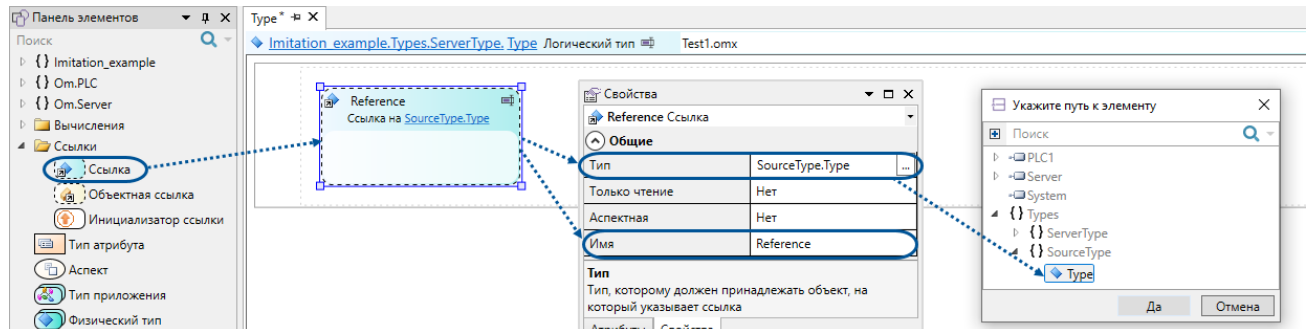 Панель элементов
Поиск
{ } Imitation_example
{ } Om.PLC
{ } Om.Server
Вычисления
Ссылки
Ссылка
Объектная ссылка
Инициализатор ссылки
Тип атрибута
Аспект
Тип приложения
Физический тип
Type*
Imitation_example.Types.ServerType.Type Логический тип Test1.omx
Reference
Ссылка на SourceType.Type
Свойства
Reference Ссылка
Общие
Тип SourceType.Type ...
Только чтение Нет
Аспектная Нет
Имя Reference
Тип
Тип, которому должен принадлежать объект, на
который указывает ссылка
Атрибуты Свойства
Укажите путь к элементу
Поиск
PLC1
Server
System
{ } Types
{ } ServerType
{ } SourceType
Type
Да Отмена